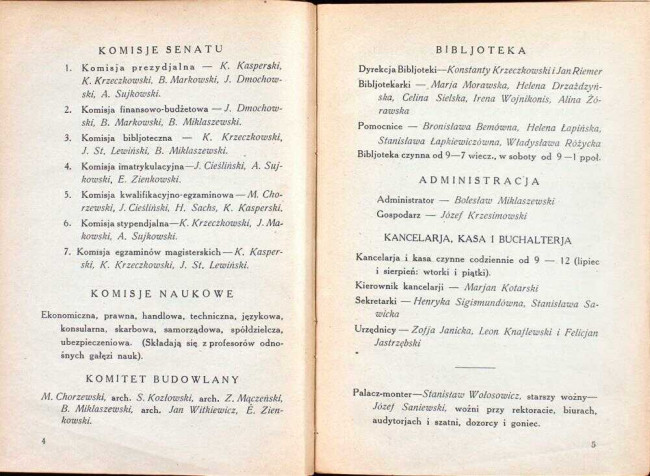 KOMISJE SENATU
1. Komisja prezydjalna — K. Kasperski,
K. Krzeczkowski, B. Markowski, J. Dmochow-
ski, A. Sujkowski.
2. Komisja finansowo-budżetowa — J. Dmochow-
ski, B. Markowski, B. Miklaszewski.
3. Komisja bibljoteczna — K. Krzeczkowski,
J. St. Lewiński, B. Miklaszewski.
4. Komisja imatrykulacyjna—J. Cieśliński, A. Suj-
kowski, E. Zienkowski.
5. Komisja kwalifikacyjno-egzaminowa — M. Cho-
rzewski, J. Cieśliński, H. Sachs, K. Kasperski.
6. Komisja stypendjalna—K. Krzeczkowski, J. Ma-
kowski, A. Sujkowski.
7. Komisja egzaminów magisterskich — K. Kasper-
ski, K. Krzeczkowski, J. St. Lewiński.
KOMISJE NAUKOWE
Ekonomiczna, prawna, handlowa, techniczna, językowa,
konsularna, skarbowa, samorządowa, spółdzielcza,
ubezpieczeniowa. (Składają się z profesorów odno-
śnych gałęzi nauk).
KOMITET BUDOWLANY
M. Chorzewski, arch. S. Kozłowski, arch. Z. Mączeński,
B. Miklaszewski, arch. Jan Witkiewicz, E. Zien-
kowski.
4
BIBLJOTEKA
Dyrekcja Bibljoteki—Konstanty Krzeczkowski i Jan Riemer
Bibljotekarki — Marja Morawska, Helena Drzażdżyń-
ska, Celina Sielska, Irena Wojnikonis, Alina Żó-
rawska
Pomocnice — Bronisława Bemówna, Helena Łapińska,
Stanisława Łapkiewiczówna, Władysława Różycka
Bibljoteka czynna od 9—7 wiecz., w soboty od 9 —1 ppoł.
ADMINISTRACJA
Administrator — Bolesław Miklaszewski
Gospodarz — Józef Krzesimowski
KANCELARJA, KASA I BUCHALTERJA
Kancelarja i kasa czynne codziennie od 9 — 12 (lipiec
i sierpień: wtorki i piątki).
Kierownik kancelarji — Marjan Kotarski
Sekretarki — Henryka Sigismundówna, Stanisława Sa-
wicka
Urzędnicy — Zofja Janicka, Leon Knajlewski i Felicjan
Jastrzębski
Palacz-monter—Stanisław Wołosowicz, starszy woźny—
Józef Saniewski, woźni przy rektoracie, biurach,
audytorjach i szatni, dozorcy i goniec.
5